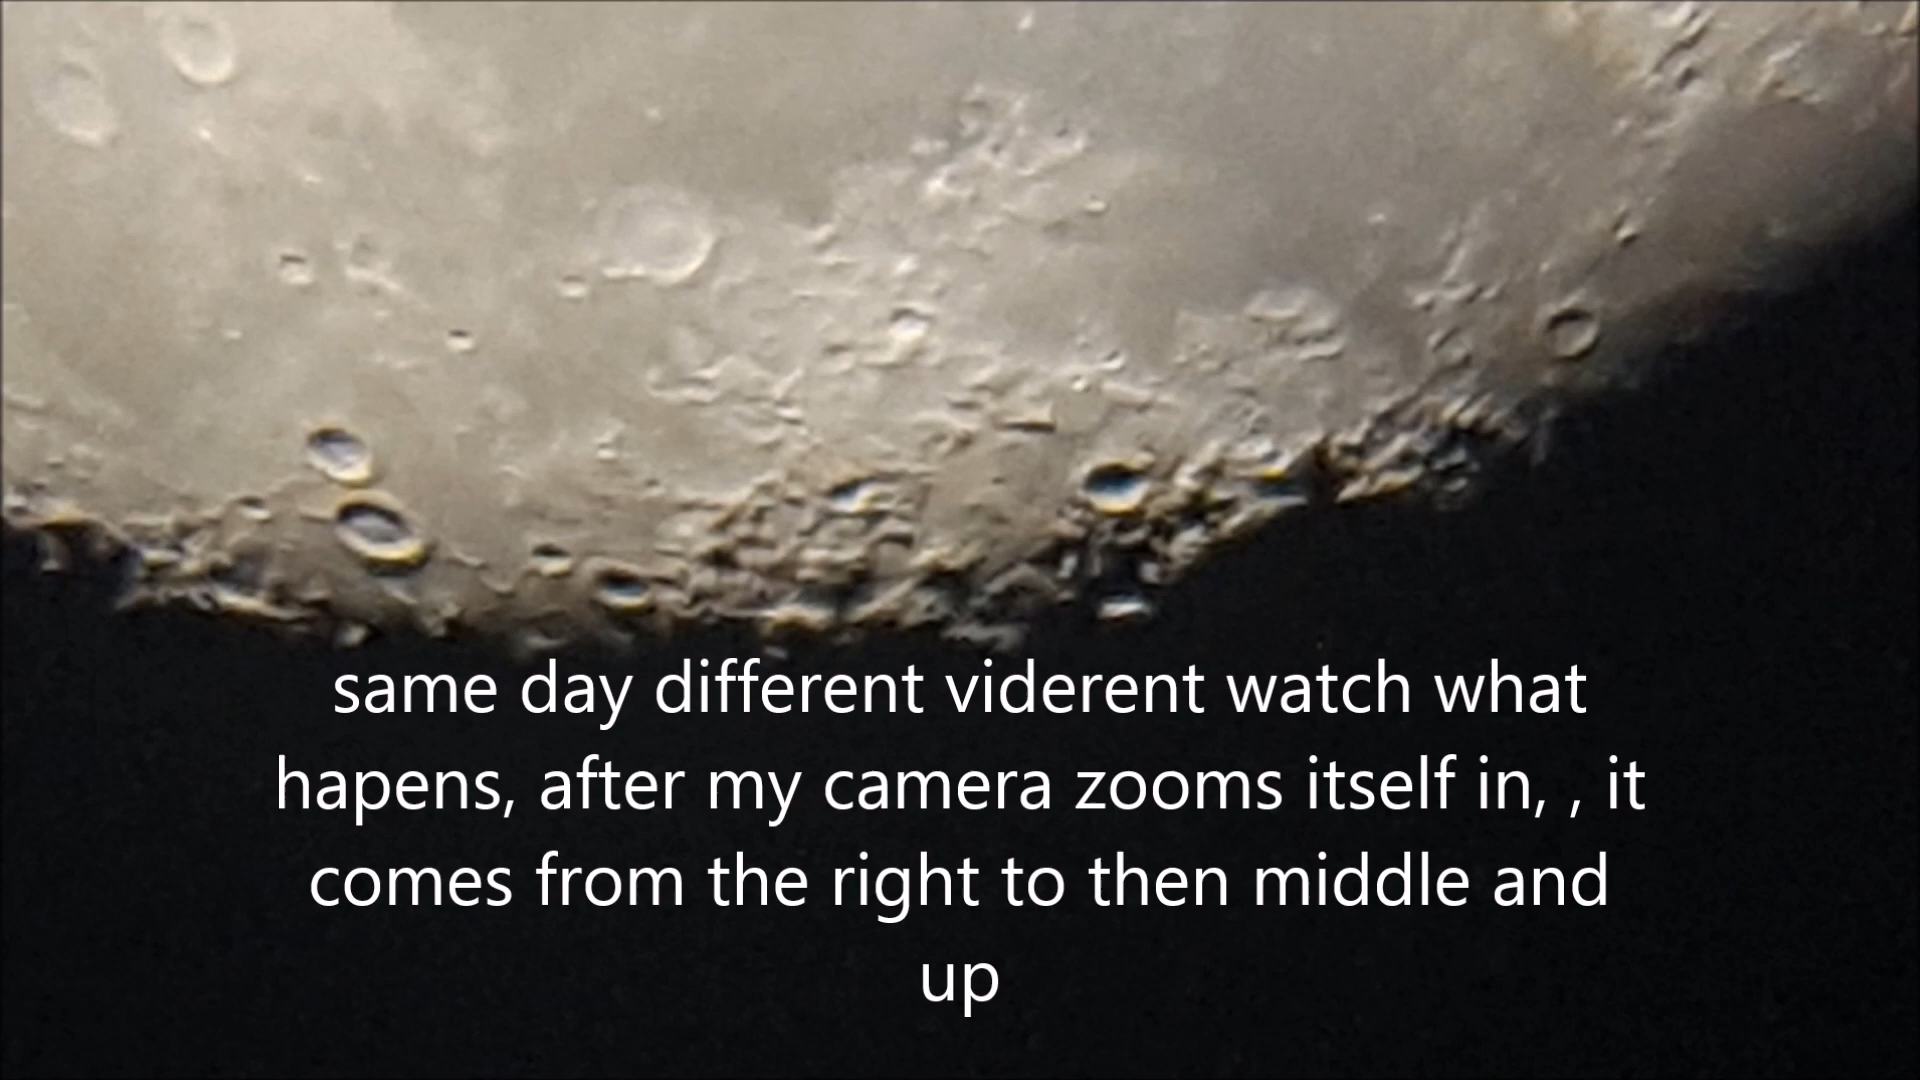 same day different viderent watch what
hapens, after my camera zooms itself in, , it
comes from the right to then middle and
up